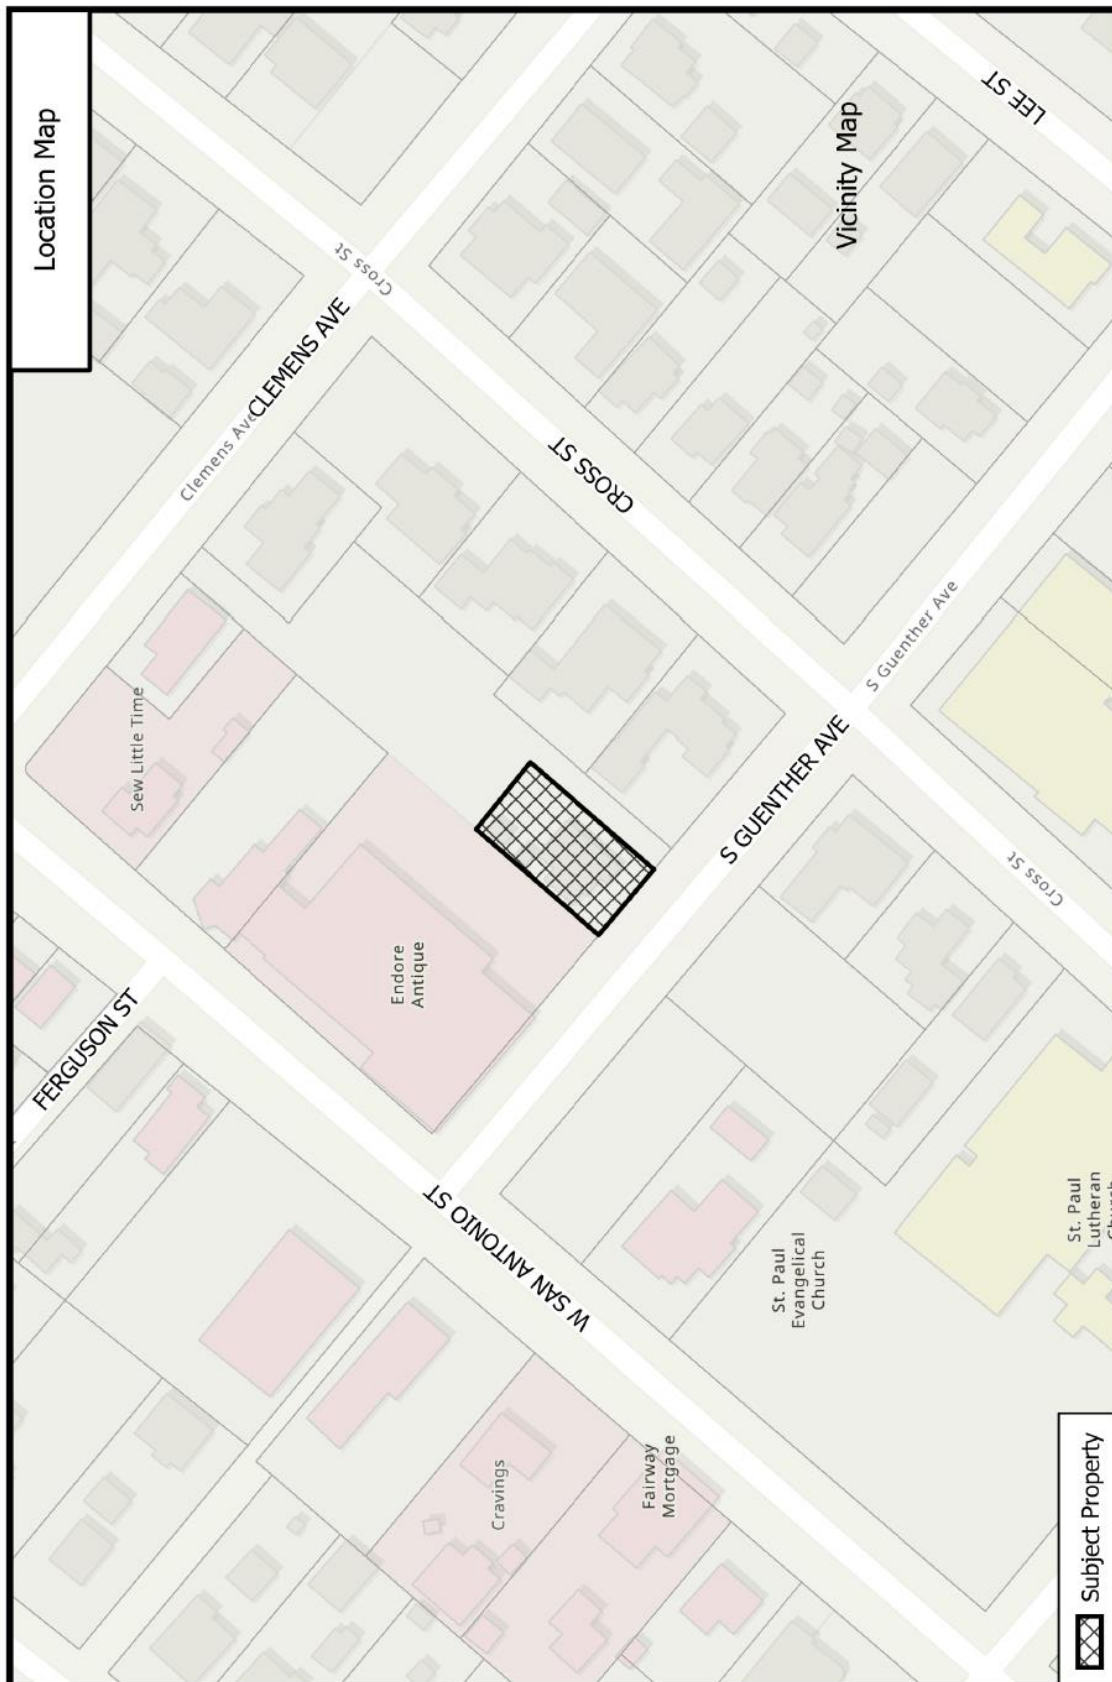 Location Map
Vicinity Map
LEE ST
Cross St
CLEMENS AVE
Clemens Ave
CROSS ST
S Guenther Ave
S GUENTHER AVE
Cross St
Sew Little Time
Endore
Antique
FERGUSON ST
W SAN ANTONIO ST
St. Paul
Evangelical
Church
St. Paul
Lutheran
Church
Cravings
Fairway
Mortgage
Subject Property